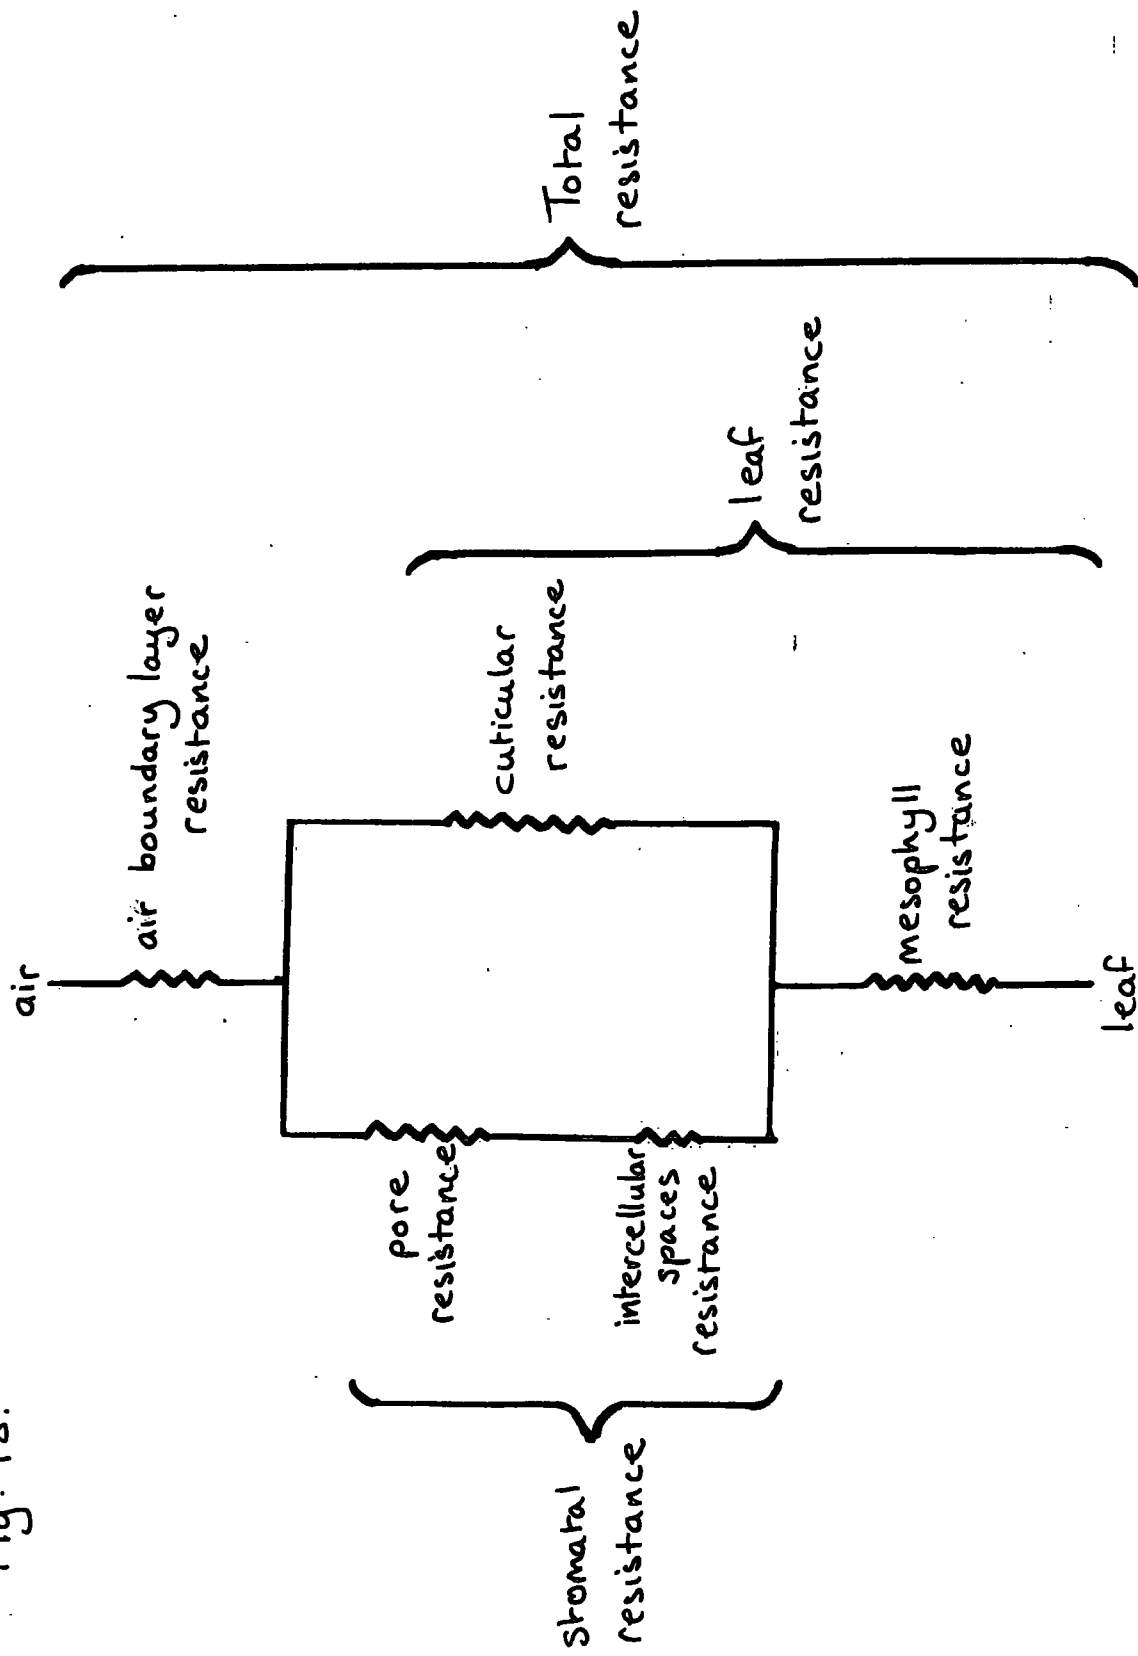 Fig.
air
air boundary layer
resistance
stomatal
resistance
pore
resistance
intercellular
spaces
resistance
cuticular
resistance
mesophyll
resistance
leaf
leaf
resistance
Total
resistance